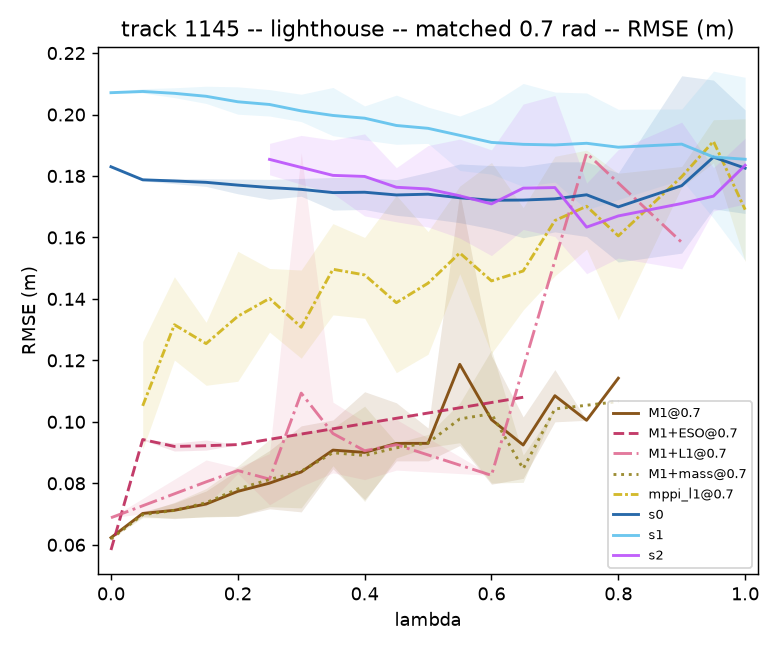 track 1145 -- lighthouse -- matched 0.7 rad -- RMSE (m)
RMSE (m)
0.22
0.20
0.18
0.16
0.14
0.12
0.10
0.08
0.06
0.0
0.2
0.4
0.6
0.8
1.0
lambda
M1@0.7
M1+ESO@0.7
M1+L1@0.7
M1+mass@0.7
mppi_l1@0.7
s0
s1
s2